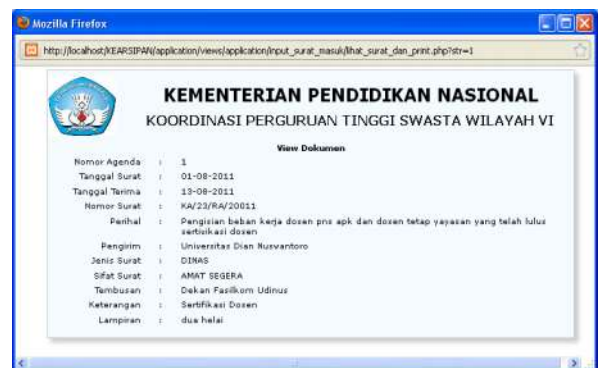 Mozilla Firefox
http://localhost/KEARSIPAN/application/views/application/input_surat_masuk/lihat_surat_dan_print.php?str=1
KEMENTERIAN PENDIDIKAN NASIONAL
KOORDINASI PERGURUAN TINGGI SWASTA WILAYAH VI
View Dokumen
Nomor Agenda : 1
Tanggal Surat : 01-08-2011
Tanggal Terima : 13-08-2011
Nomor Surat : KA/23/RA/20011
Perihal : Pengisian beban kerja dosen pns apk dan dosen tetap yayasan yang telah lulus
sertisikasi dosen
Pengirim : Universitas Dian Nusvantoro
Jenis Surat : DINAS
Sifat Surat : AMAT SEGERA
Tembusan : Dekan Fasilkom Udinus
Keterangan : Sertifikasi Dosen
Lampiran : dua helai